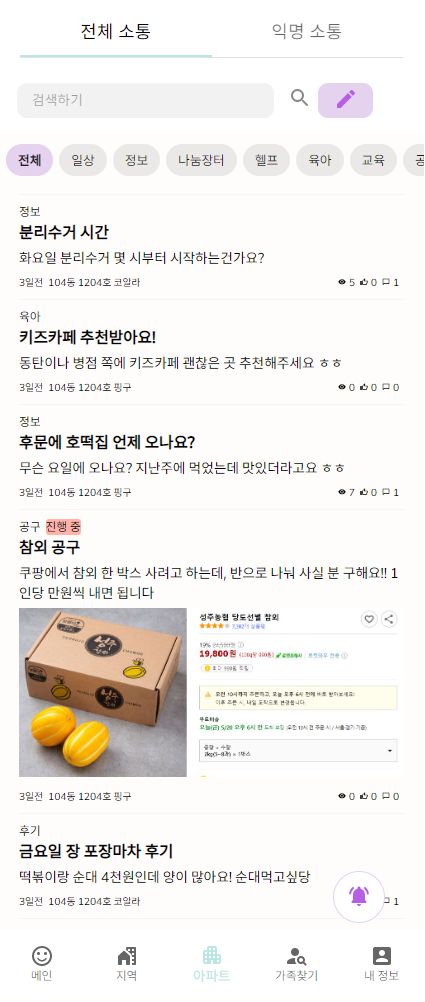 전체 소통
익명 소통
검색하기
전체 일상 정보 나눔장터 헬프 육아 교육
정보
분리수거 시간
화요일 분리수거 몇 시부터 시작하는건가요?
3일전 104동 1204호 코알라 5 0 1
육아
키즈카페 추천받아요!
동탄이나 병점 쪽에 키즈카페 괜찮은 곳 추천해주세요 ㅎㅎ
3일전 104동 1204호 핑구 0 0 0
정보
후문에 호떡집 언제 오나요?
무슨 요일에 오나요? 지난주에 먹었는데 맛있더라고요 ㅎㅎ
3일전 104동 1204호 핑구 7 0 1
공구 진행 중
참외 공구
쿠팡에서 참외 한 박스 사려고 하는데, 반으로 나눠 사실 분 구해요!! 1
인당 만원씩 내면 됩니다
성주
참외
성주농협 당도선별 참외
19%
19,800원
무료배송
3일전 104동 1204호 핑구 0 0 0
후기
금요일 장 포장마차 후기
떡볶이랑 순대 4천원인데 양이 많아요! 순대먹고싶당
3일전 104동 1204호 코알라 1
메인 지역 아파트 가족찾기 내 정보